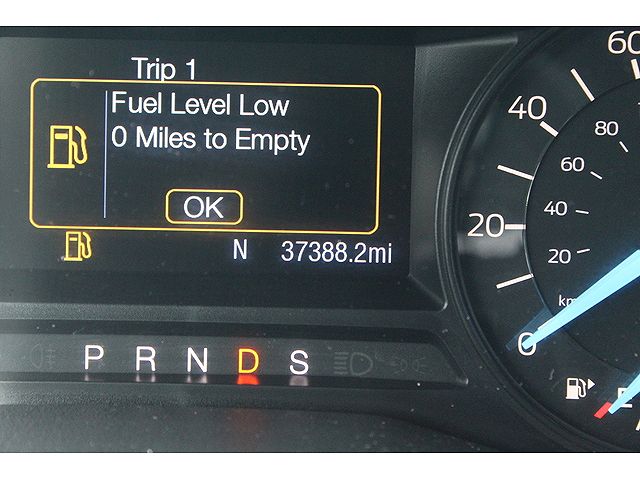 Trip 1
Fuel Level Low
0 Miles to Empty
OK
N 37388.2mi
P R N D S
60
40
20
0
80
60
40
20
km
E